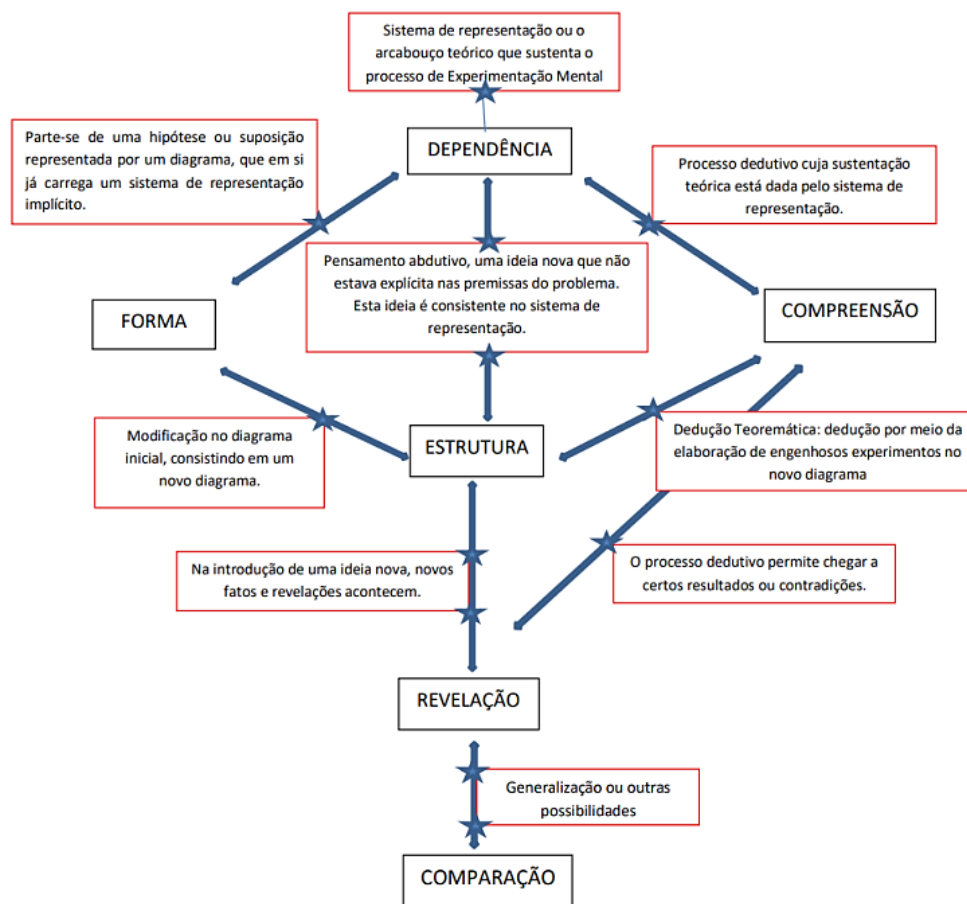 Sistema de representação ou o
arcabouço teórico que sustenta o
processo de Experimentação Mental
Parte-se de uma hipótese ou suposição
representada por um diagrama, que em si
já carrega um sistema de representação
implícito.
DEPENDÊNCIA
Processo dedutivo cuja sustentação
teórica está dada pelo sistema de
representação.
Pensamento abdutivo, uma ideia nova que não
estava explícita nas premissas do problema.
Esta ideia é consistente no sistema de
representação.
FORMA
COMPREENSÃO
Modificação no diagrama
inicial, consistindo em um
novo diagrama.
ESTRUTURA
Dedução Teoremática: dedução por meio da
elaboração de engenhosos experimentos no
novo diagrama
Na introdução de uma ideia nova, novos
fatos e revelações acontecem.
O processo dedutivo permite chegar a
certos resultados ou contradições.
REVELAÇÃO
Generalização ou outras
possibilidades
COMPARAÇÃO